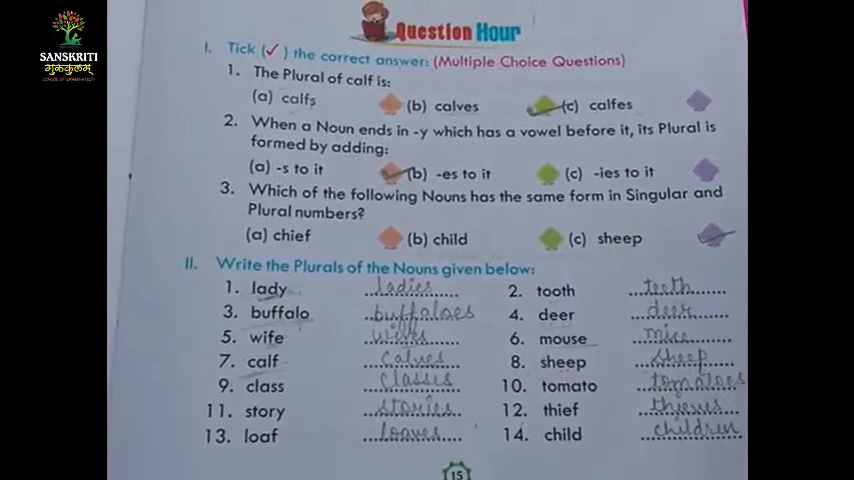 SANSKRITI
गुरुकुलम्
SCHOOL OF IMAGINATION
Question Hour
I. Tick (✓) the correct answer: (Multiple Choice Questions)
1. The Plural of calf is:
(a) calfs (b) calves (c) calfes
2. When a Noun ends in -y which has a vowel before it, its Plural is
formed by adding:
(a) -s to it (b) -es to it (c) -ies to it
3. Which of the following Nouns has the same form in Singular and
Plural numbers?
(a) chief (b) child (c) sheep
II. Write the Plurals of the Nouns given below:
1. lady ladies 2. tooth teeth
3. buffalo buffaloes 4. deer deer
5. wife wives 6. mouse mice
7. calf calves 8. sheep sheep
9. class classes 10. tomato tomatoes
11. story stories 12. thief thieves
13. loaf loaves 14. child children
15